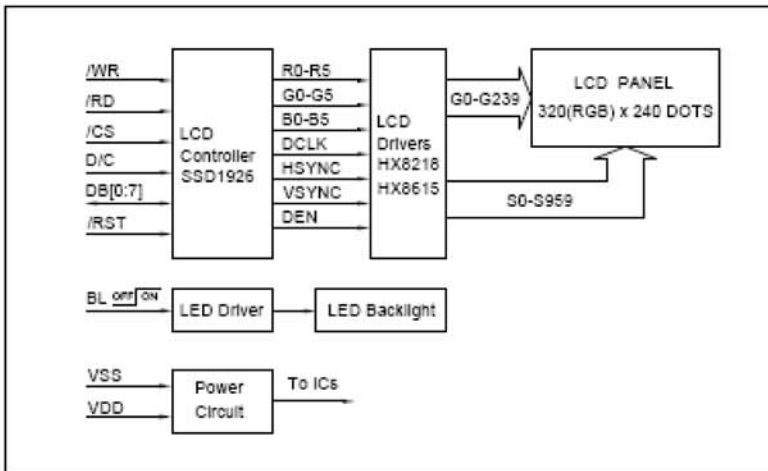 /WR
/RD
/CS
D/C
DB[0:7]
/RST
LCD
Controller
SSD1926
R0-R5
G0-G5
B0-B5
DCLK
HSYNC
VSYNC
DEN
LCD
Drivers
HX8218
HX8615
G0-G239
S0-S959
LCD PANEL
320(RGB) x 240 DOTS
BL OFF ON
LED Driver
LED Backlight
VSS
VDD
Power
Circuit
To ICs